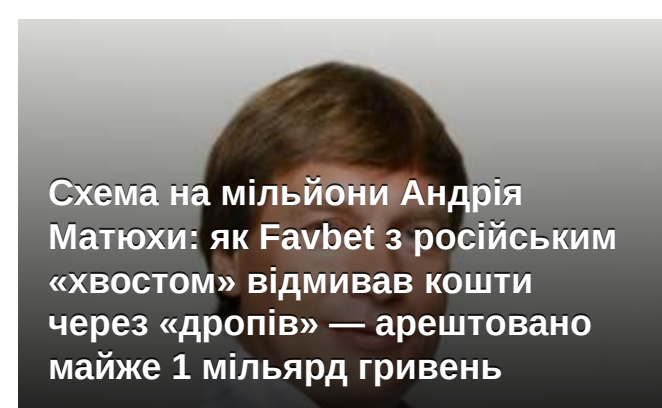 Схема на мільйони Андрія
Матюхи: як Favbet з російським
«хвостом» відмивав кошти
через «дропів» — арештовано
майже 1 мільярд гривень